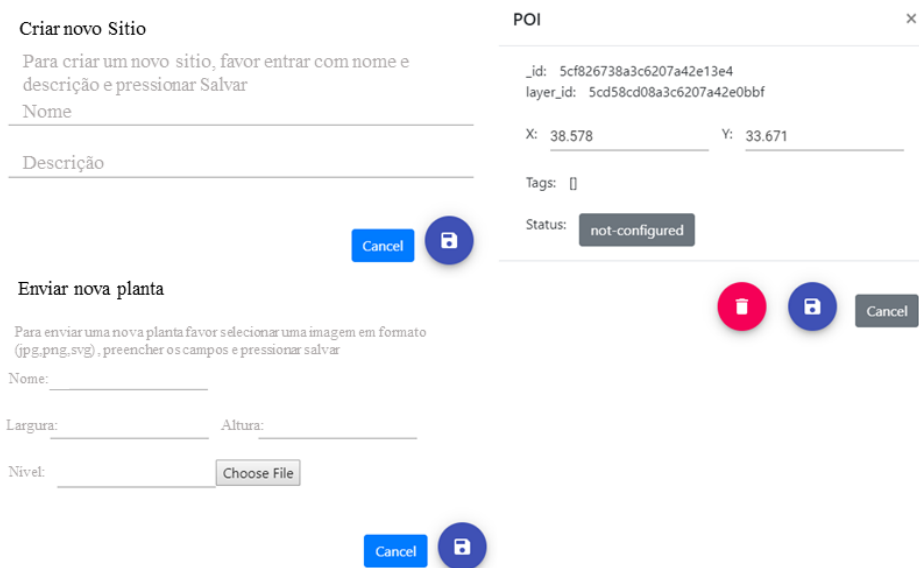 Criar novo Sitio
Para criar um novo sitio, favor entrar com nome e
descrição e pressionar Salvar
Nome
Descrição
Cancel
Enviar nova planta
Para enviar uma nova planta favor selecionar uma imagem em formato
(jpg,png,svg) , preencher os campos e pressionar salvar
Nome:
Largura: Altura:
Nivel: Choose File
Cancel
POI ×
_id: 5cf826738a3c6207a42e13e4
layer_id: 5cd58cd08a3c6207a42e0bbf
X: 38.578 Y: 33.671
Tags: []
Status: not-configured
Cancel